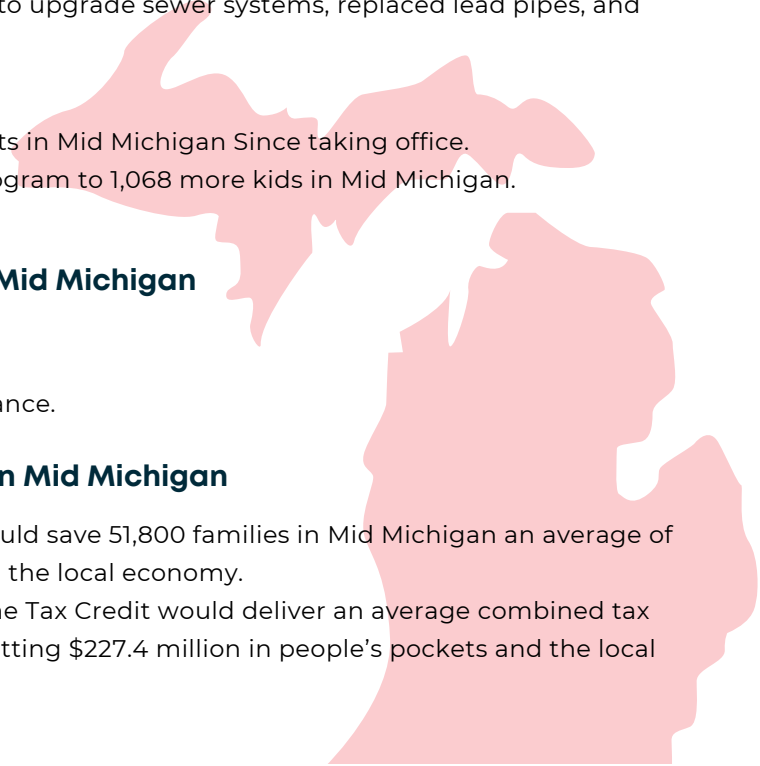 to upgrade sewer systems, replaced lead pipes, and
ts in Mid Michigan Since taking office.
ogram to 1,068 more kids in Mid Michigan.
Mid Michigan
ance.
n Mid Michigan
uld save 51,800 families in Mid Michigan an average of
the local economy.
e Tax Credit would deliver an average combined tax
tting $227.4 million in people’s pockets and the local